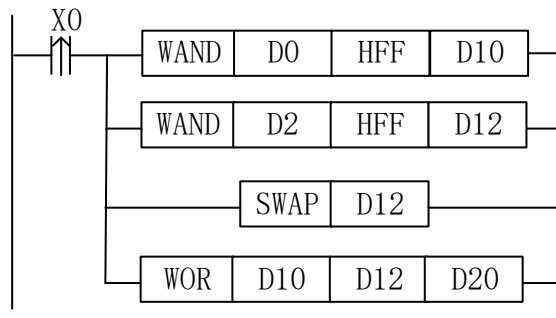 X0
WAND D0 HFF D10
WAND D2 HFF D12
SWAP D12
WOR D10 D12 D20